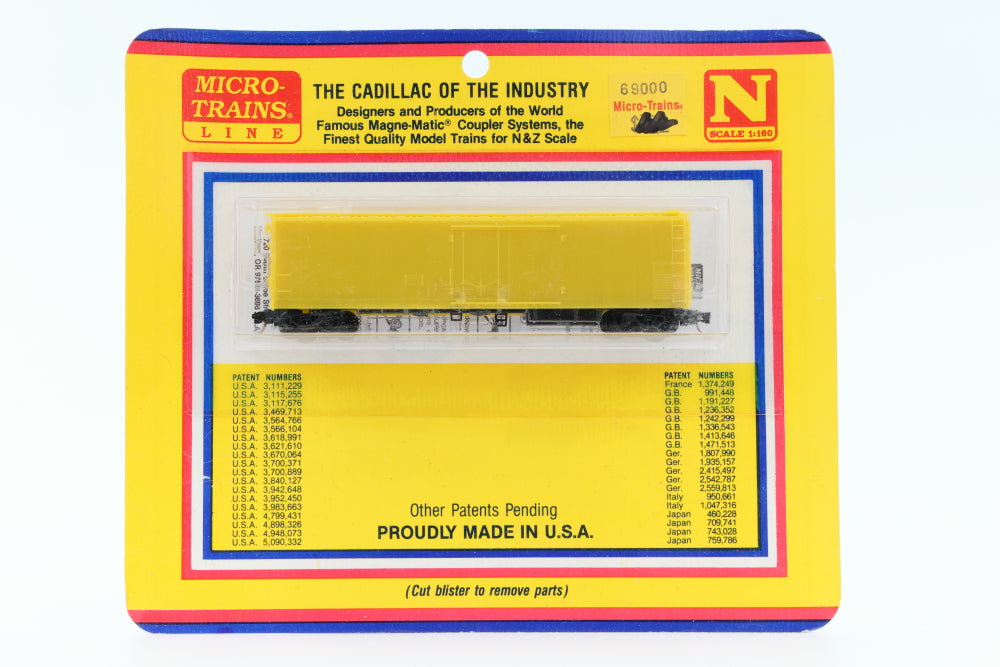 MICRO-
TRAINS®
LINE
THE CADILLAC OF THE INDUSTRY
Designers and Producers of the World
Famous Magne-Matic® Coupler Systems, the
Finest Quality Model Trains for N&Z Scale
69000
Micro-Trains®
N
SCALE 1:160
PATENT NUMBERS
U.S.A. 3,111,229
U.S.A. 3,115,255
U.S.A. 3,117,676
U.S.A. 3,469,713
U.S.A. 3,564,766
U.S.A. 3,566,104
U.S.A. 3,618,991
U.S.A. 3,621,610
U.S.A. 3,670,064
U.S.A. 3,700,371
U.S.A. 3,700,889
U.S.A. 3,840,127
U.S.A. 3,942,648
U.S.A. 3,952,450
U.S.A. 3,983,663
U.S.A. 4,799,431
U.S.A. 4,898,326
U.S.A. 4,948,073
U.S.A. 5,090,332
PATENT NUMBERS
France 1,374,249
G.B. 991,448
G.B. 1,191,227
G.B. 1,236,352
G.B. 1,242,299
G.B. 1,336,543
G.B. 1,413,646
G.B. 1,471,513
Ger. 1,807,990
Ger. 1,935,157
Ger. 2,415,497
Ger. 2,542,787
Ger. 2,559,813
Italy 950,661
Italy 1,047,316
Japan 460,228
Japan 709,741
Japan 743,028
Japan 759,786
Other Patents Pending
PROUDLY MADE IN U.S.A.
(Cut blister to remove parts)